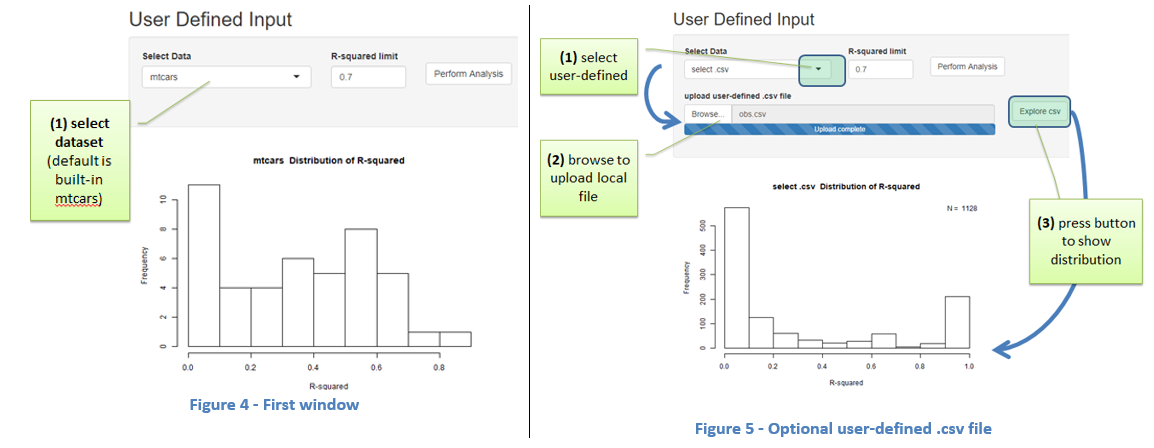 User Defined Input
Select Data
R-squared limit
mtcars
0.7
Perform Analysis
(1) select
dataset
(default is
built-in
mtcars)
mtcars Distribution of R-squared
Frequency
10
8
6
4
2
0
0.0 0.2 0.4 0.6 0.8
R-squared
Figure 4 - First window
User Defined Input
(1) select
user-defined
Select Data
R-squared limit
select .csv
0.7
Perform Analysis
upload user-defined .csv file
Browse... obs.csv
Upload complete
Explore csv
(2) browse to
upload local
file
(3) press button
to show
distribution
select .csv Distribution of R-squared
N = 1128
Frequency
500
400
300
200
100
0
0.0 0.2 0.4 0.6 0.8 1.0
R-squared
Figure 5 - Optional user-defined .csv file